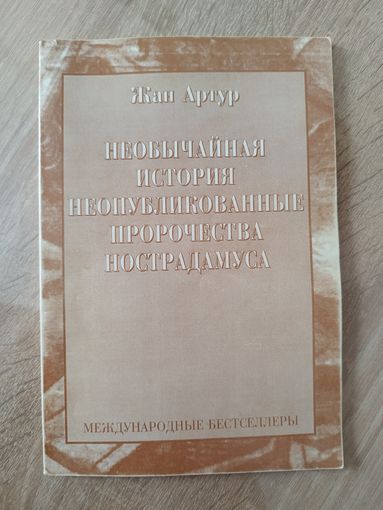 Жан Артур
НЕОБЫЧАЙНАЯ
ИСТОРИЯ
НЕОПУБЛИКОВАННЫЕ
ПРОРОЧЕСТВА
НОСТРАДАМУСА
МЕЖДУНАРОДНЫЕ БЕСТСЕЛЛЕРЫ